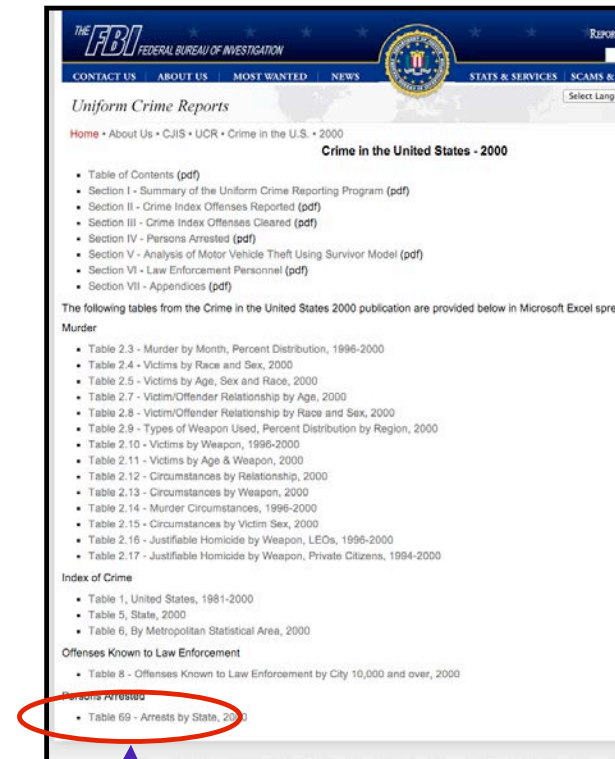 THE FBI FEDERAL BUREAU OF INVESTIGATION
REPOR
CONTACT US ABOUT US MOST WANTED NEWS STATS & SERVICES SCAMS &
Uniform Crime Reports
Select Lang
Home • About Us • CJIS • UCR • Crime in the U.S. • 2000
Crime in the United States - 2000
▪ Table of Contents (pdf)
▪ Section I - Summary of the Uniform Crime Reporting Program (pdf)
▪ Section II - Crime Index Offenses Reported (pdf)
▪ Section III - Crime Index Offenses Cleared (pdf)
▪ Section IV - Persons Arrested (pdf)
▪ Section V - Analysis of Motor Vehicle Theft Using Survivor Model (pdf)
▪ Section VI - Law Enforcement Personnel (pdf)
▪ Section VII - Appendices (pdf)
The following tables from the Crime in the United States 2000 publication are provided below in Microsoft Excel spre
Murder
▪ Table 2.3 - Murder by Month, Percent Distribution, 1996-2000
▪ Table 2.4 - Victims by Race and Sex, 2000
▪ Table 2.5 - Victims by Age, Sex and Race, 2000
▪ Table 2.7 - Victim/Offender Relationship by Age, 2000
▪ Table 2.8 - Victim/Offender Relationship by Race and Sex, 2000
▪ Table 2.9 - Types of Weapon Used, Percent Distribution by Region, 2000
▪ Table 2.10 - Victims by Weapon, 1996-2000
▪ Table 2.11 - Victims by Age & Weapon, 2000
▪ Table 2.12 - Circumstances by Relationship, 2000
▪ Table 2.13 - Circumstances by Weapon, 2000
▪ Table 2.14 - Murder Circumstances, 1996-2000
▪ Table 2.15 - Circumstances by Victim Sex, 2000
▪ Table 2.16 - Justifiable Homicide by Weapon, LEOs, 1996-2000
▪ Table 2.17 - Justifiable Homicide by Weapon, Private Citizens, 1994-2000
Index of Crime
▪ Table 1, United States, 1981-2000
▪ Table 5, State, 2000
▪ Table 6, By Metropolitan Statistical Area, 2000
Offenses Known to Law Enforcement
▪ Table 8 - Offenses Known to Law Enforcement by City 10,000 and over, 2000
Persons Arrested
▪ Table 69 - Arrests by State, 2000